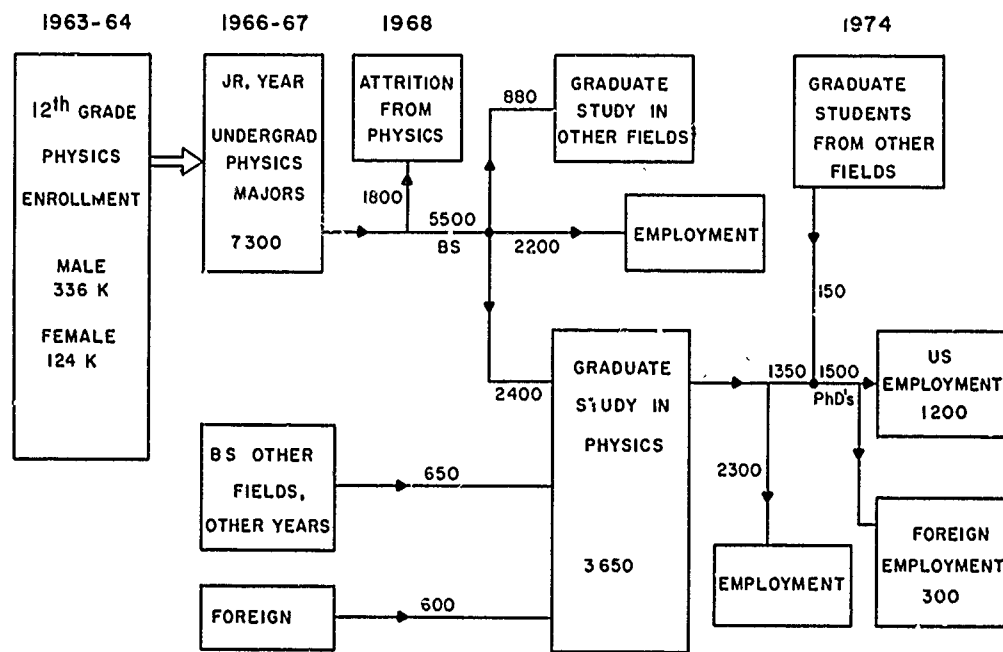 1963-64
1966-67
1968
1974
12th GRADE
PHYSICS
ENROLLMENT
MALE
336 K
FEMALE
124 K
JR. YEAR
UNDERGRAD
PHYSICS
MAJORS
7300
ATTRITION
FROM
PHYSICS
1800
5500
BS
880
GRADUATE
STUDY IN
OTHER FIELDS
2200
EMPLOYMENT
2400
GRADUATE
STUDENTS
FROM OTHER
FIELDS
150
BS OTHER
FIELDS,
OTHER YEARS
650
FOREIGN
600
GRADUATE
STUDY IN
PHYSICS
3650
1350
1500
PhD's
2300
EMPLOYMENT
US
EMPLOYMENT
1200
FOREIGN
EMPLOYMENT
300